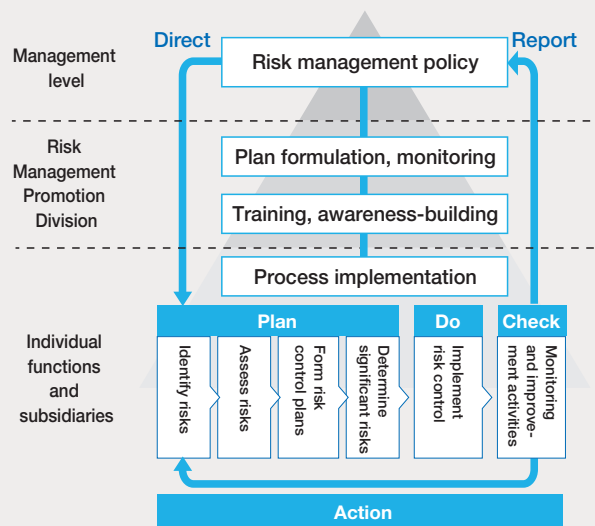 Direct
Report
Management
level
Risk management policy
Risk
Management
Promotion
Division
Plan formulation, monitoring
Training, awareness-building
Process implementation
Individual
functions
and
subsidiaries
Plan
Do
Check
Identify risks
Assess risks
Form risk
control plans
Determine
significant risks
Implement
risk control
Monitoring
and improve-
ment activities
Action